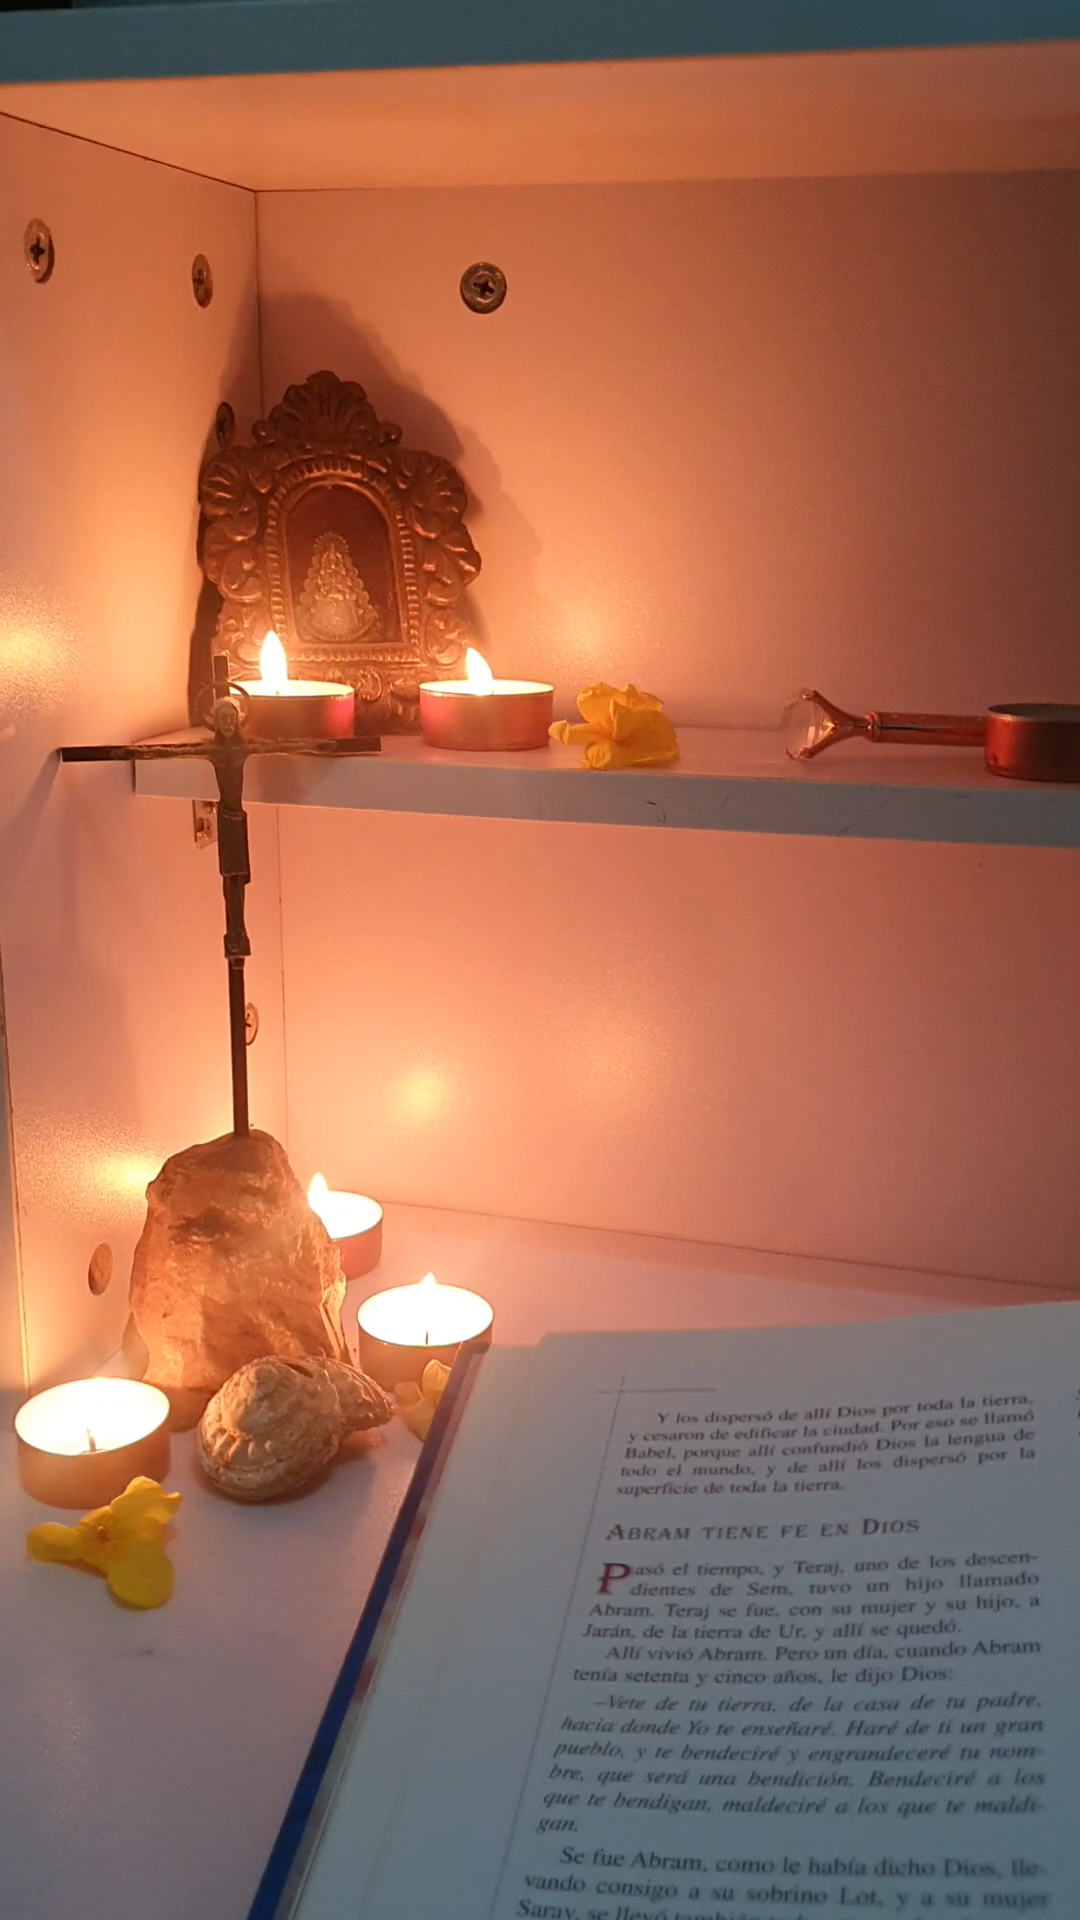 Y los dispersó de allí Dios por toda la tierra,
y cesaron de edificar la ciudad. Por eso se llamó
Babel, porque allí confundió Dios la lengua de
todo el mundo, y de allí los dispersó por la
superficie de toda la tierra.
ABRAM TIENE FE EN DIOS
Pasó el tiempo, y Teraj, uno de los descen-
dientes de Sem, tuvo un hijo llamado
Abram. Teraj se fue, con su mujer y su hijo, a
Jarán, de la tierra de Ur, y allí se quedó.
Allí vivió Abram. Pero un día, cuando Abram
tenía setenta y cinco años, le dijo Dios:
–Vete de tu tierra, de la casa de tu padre,
hacia donde Yo te enseñaré. Haré de ti un gran
pueblo, y te bendeciré y engrandeceré tu nom-
bre, que será una bendición. Bendeciré a los
que te bendigan, maldeciré a los que te maldi-
gan.
Se fue Abram, como le había dicho Dios, lle-
vando consigo a su sobrino Lot, y a su mujer
Saray, se llevó también